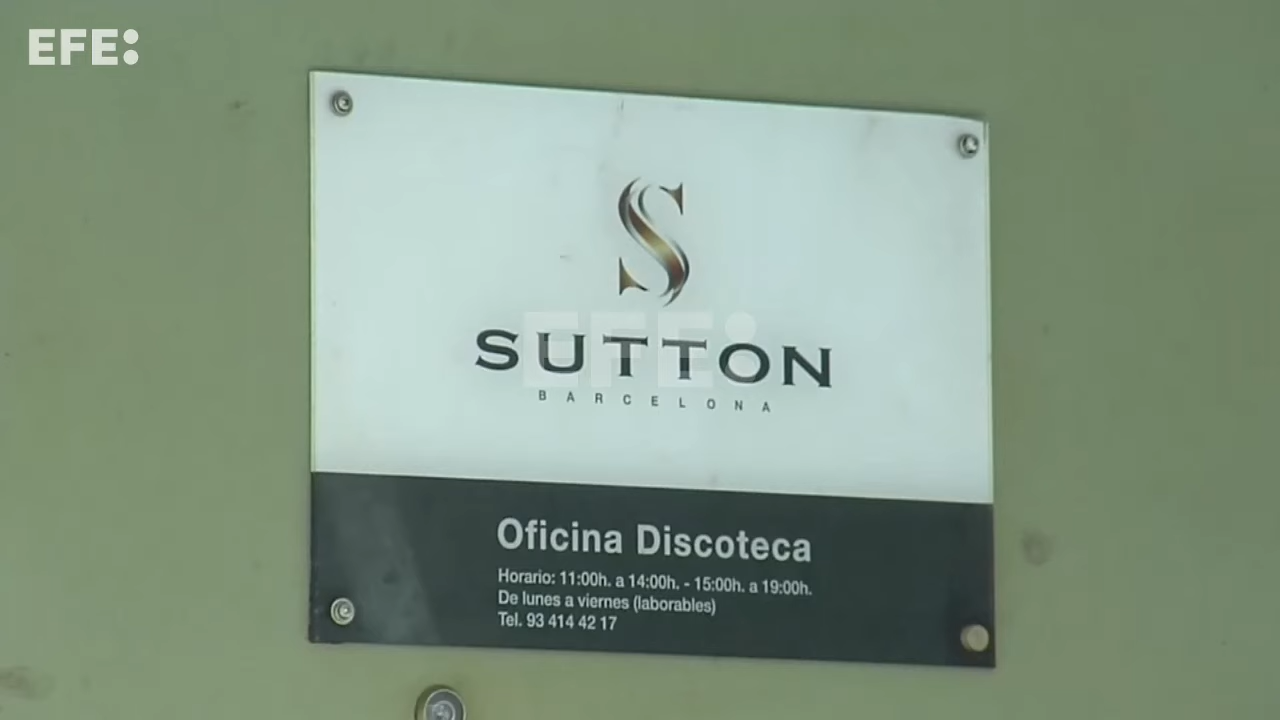 EFE:
S
SUTTON
BARCELONA
EFE:
Oficina Discoteca
Horario: 11:00h. a 14:00h. - 15:00h. a 19:00h.
De lunes a viernes (laborables)
Tel. 93 414 42 17